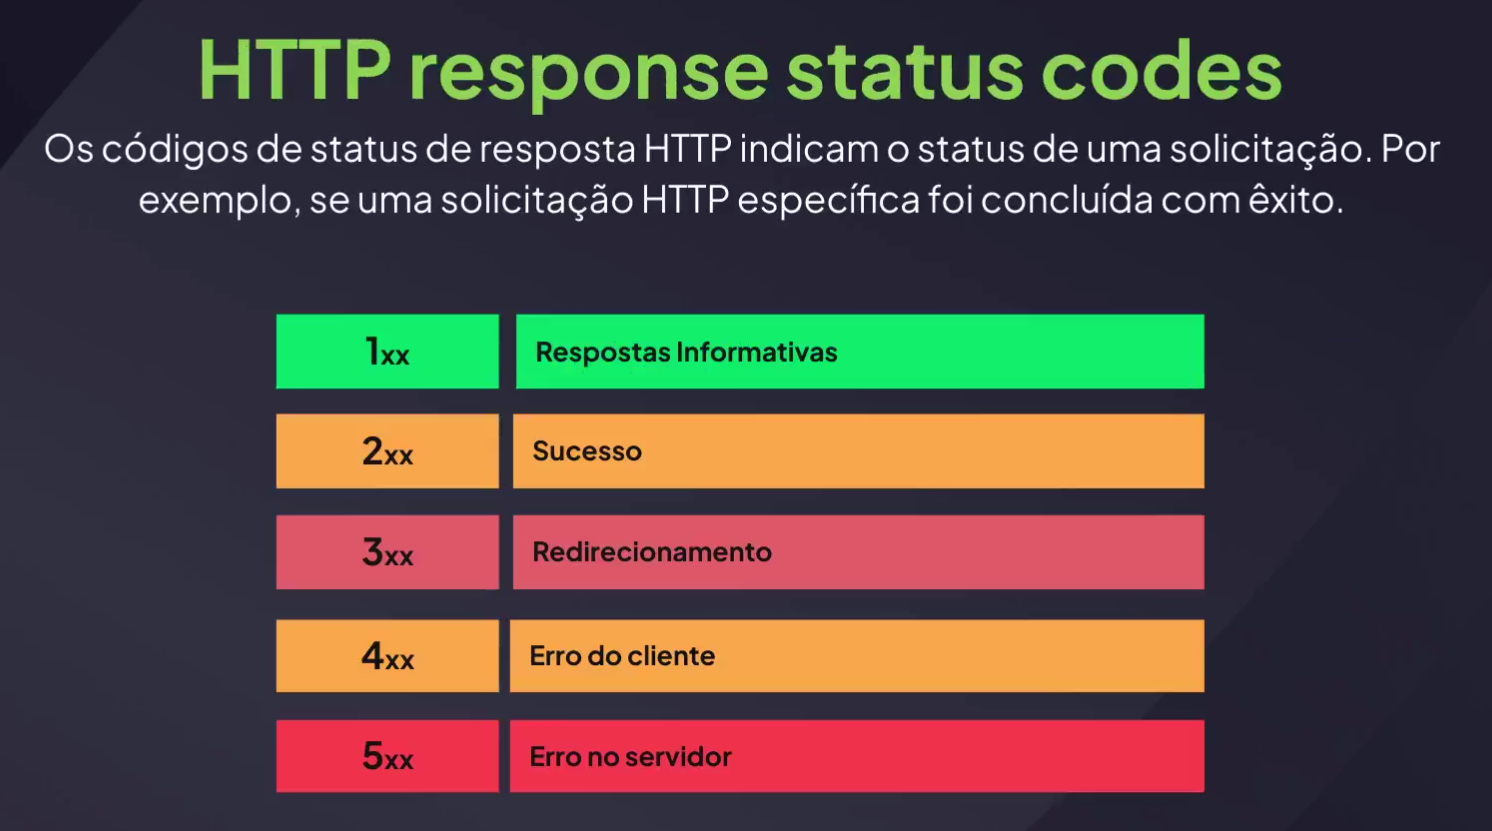 HTTP response status codes
Os códigos de status de resposta HTTP indicam o status de uma solicitação. Por
exemplo, se uma solicitação HTTP específica foi concluída com êxito.
1xx
Respostas Informativas
2xx
Sucesso
3xx
Redirecionamento
4xx
Erro do cliente
5xx
Erro no servidor